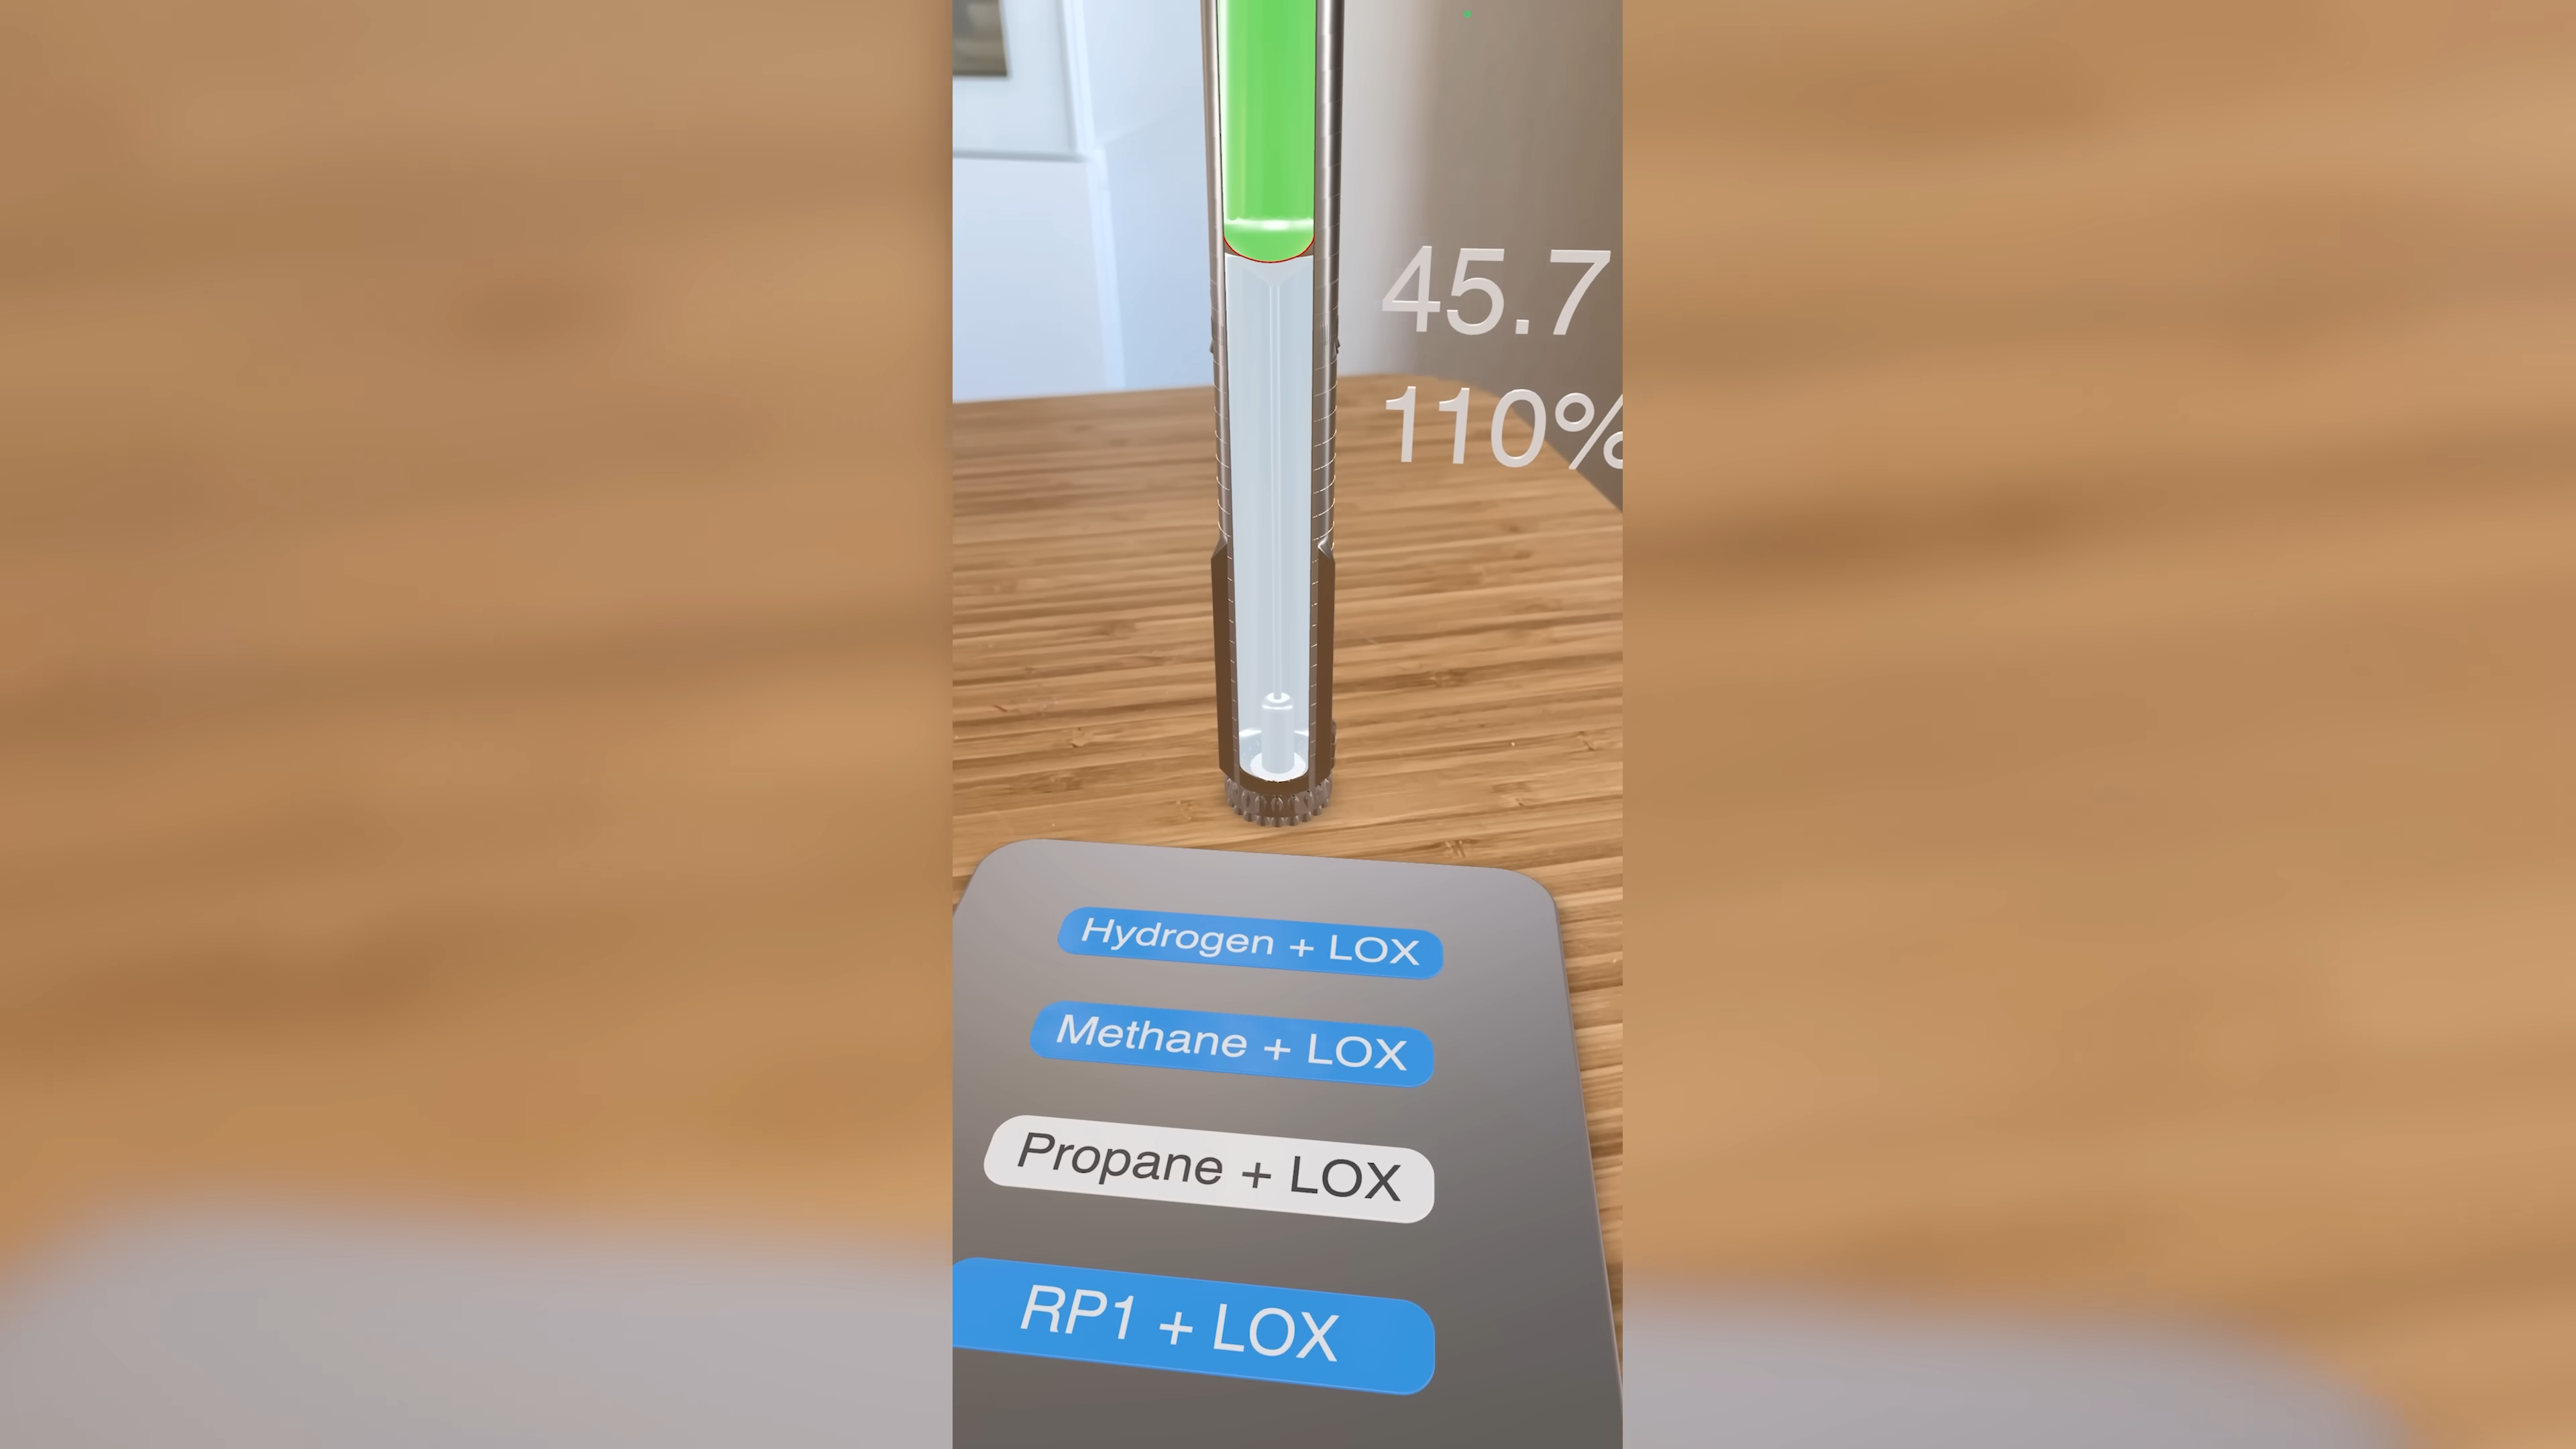 45.7
110%
Hydrogen + LOX
Methane + LOX
Propane + LOX
RP1 + LOX